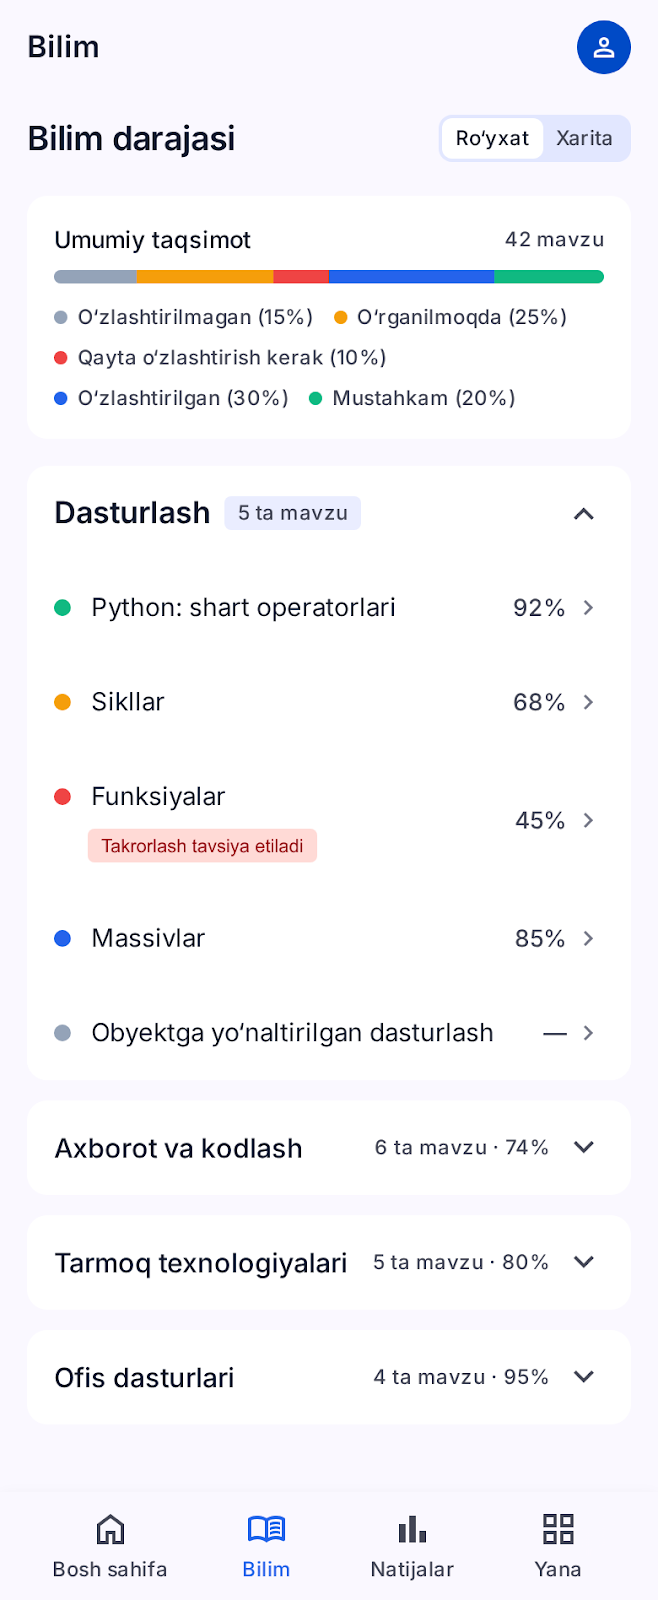 Bilim
Bilim darajasi
Ro‘yxat Xarita
Umumiy taqsimot 42 mavzu
O‘zlashtirilmagan (15%) O‘rganilmoqda (25%)
Qayta o‘zlashtirish kerak (10%)
O‘zlashtirilgan (30%) Mustahkam (20%)
Dasturlash 5 ta mavzu
Python: shart operatorlari 92%
Sikllar 68%
Funksiyalar
Takrorlash tavsiya etiladi
45%
Massivlar 85%
Obyektga yo‘naltirilgan dasturlash —
Axborot va kodlash 6 ta mavzu · 74%
Tarmoq texnologiyalari 5 ta mavzu · 80%
Ofis dasturlari 4 ta mavzu · 95%
Bosh sahifa Bilim Natijalar Yana